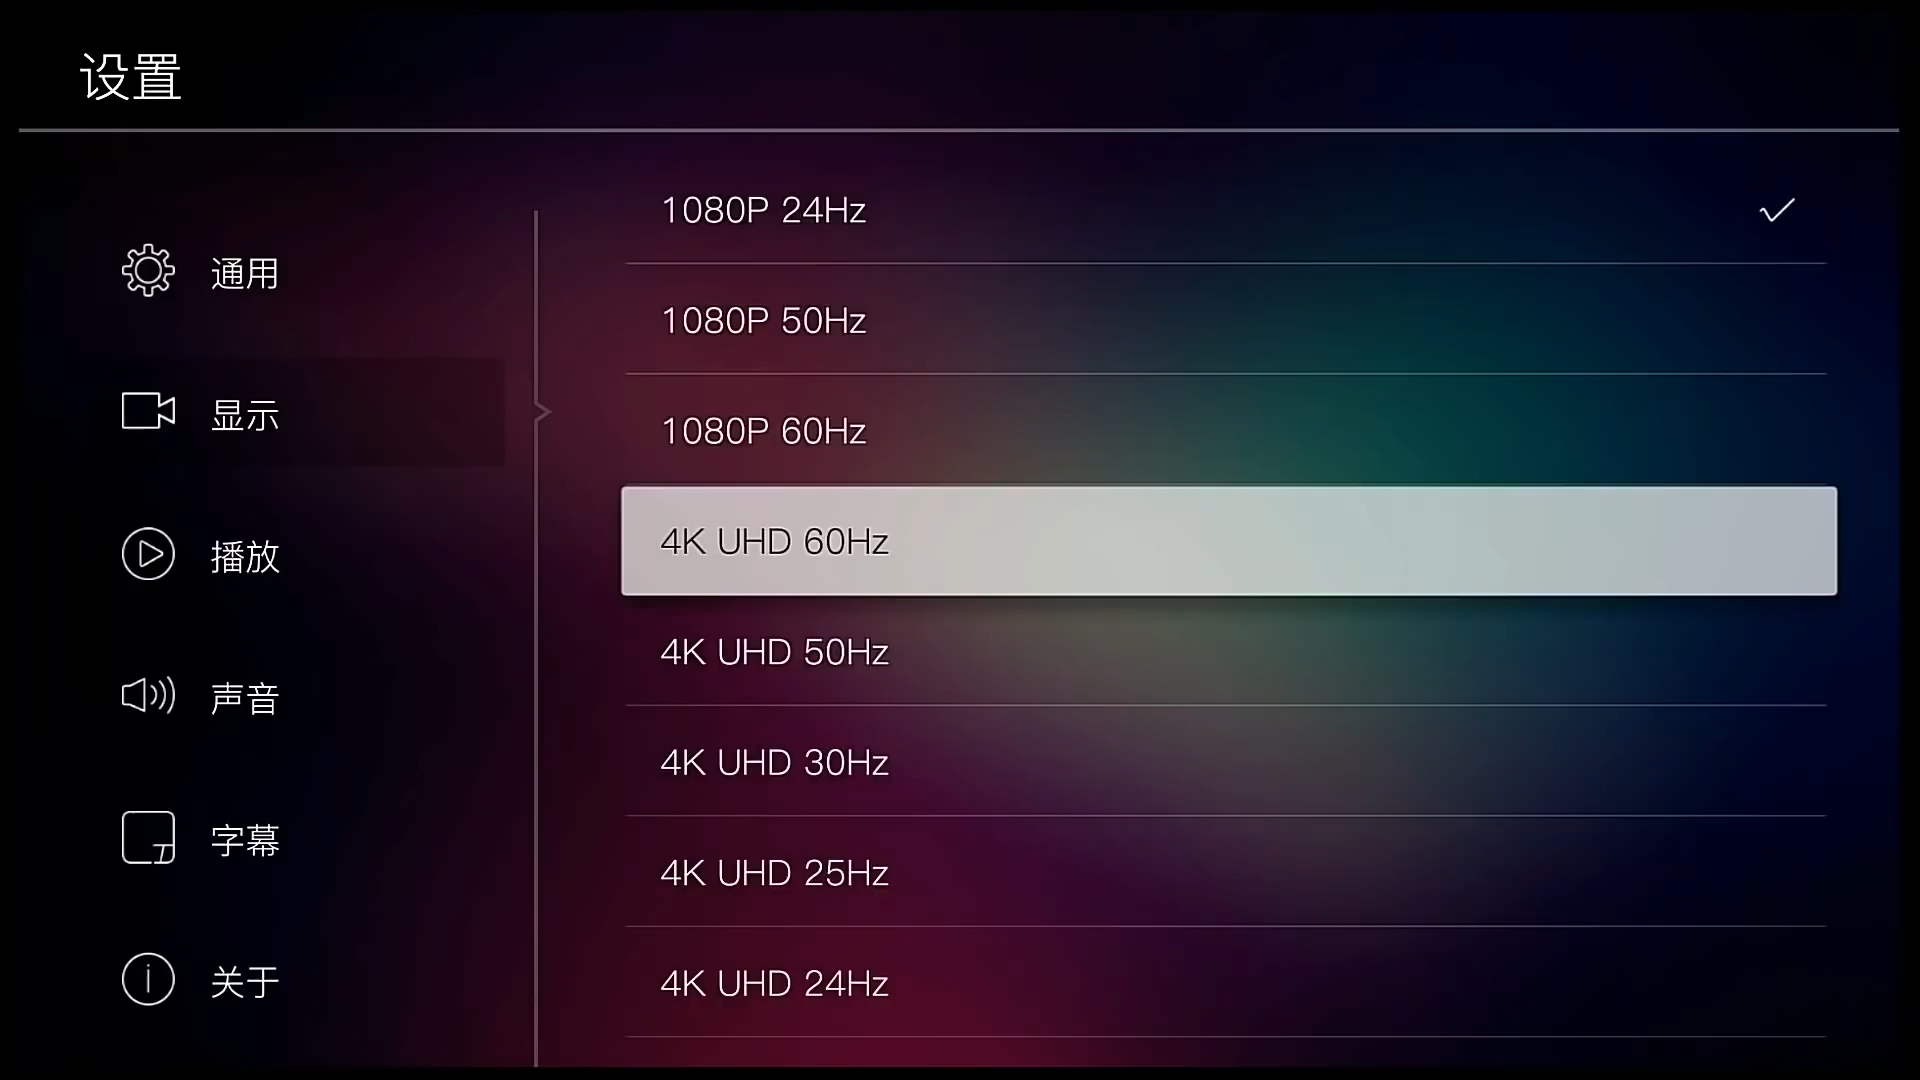 设置
通用
显示
播放
声音
字幕
关于
1080P 24Hz
1080P 50Hz
1080P 60Hz
4K UHD 60Hz
4K UHD 50Hz
4K UHD 30Hz
4K UHD 25Hz
4K UHD 24Hz